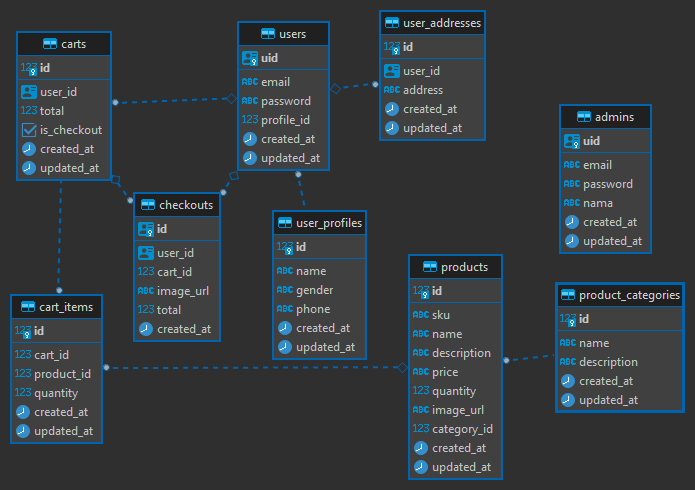 carts
123 id
user_id
123 total
is_checkout
created_at
updated_at
users
uid
ABC email
ABC password
123 profile_id
created_at
updated_at
user_addresses
123 id
user_id
ABC address
created_at
updated_at
admins
uid
ABC email
ABC password
ABC nama
created_at
updated_at
checkouts
id
user_id
123 cart_id
ABC image_url
123 total
created_at
user_profiles
123 id
ABC name
ABC gender
ABC phone
created_at
updated_at
products
123 id
ABC sku
ABC name
ABC description
ABC price
123 quantity
ABC image_url
123 category_id
created_at
updated_at
product_categories
123 id
ABC name
ABC description
created_at
updated_at
cart_items
123 id
123 cart_id
123 product_id
123 quantity
created_at
updated_at